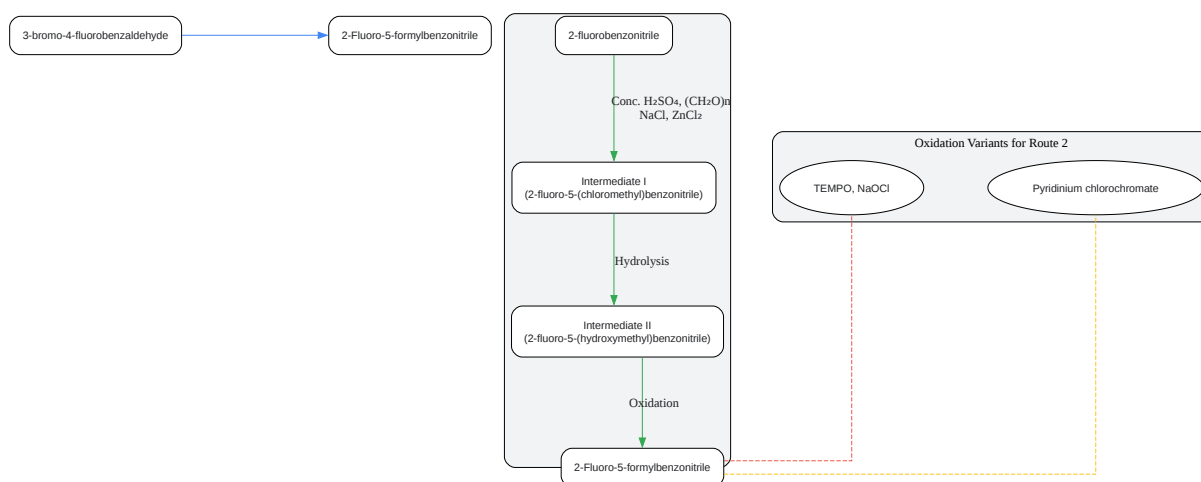 3-bromo-4-fluorobenzaldehyde
2-Fluoro-5-formylbenzonitrile
2-fluorobenzonitrile
Conc. H₂SO₄, (CH₂O)n
NaCl, ZnCl₂
Intermediate I
(2-fluoro-5-(chloromethyl)benzonitrile)
Hydrolysis
Intermediate II
(2-fluoro-5-(hydroxymethyl)benzonitrile)
Oxidation
2-Fluoro-5-formylbenzonitrile
Oxidation Variants for Route 2
TEMPO, NaOCl
Pyridinium chlorochromate